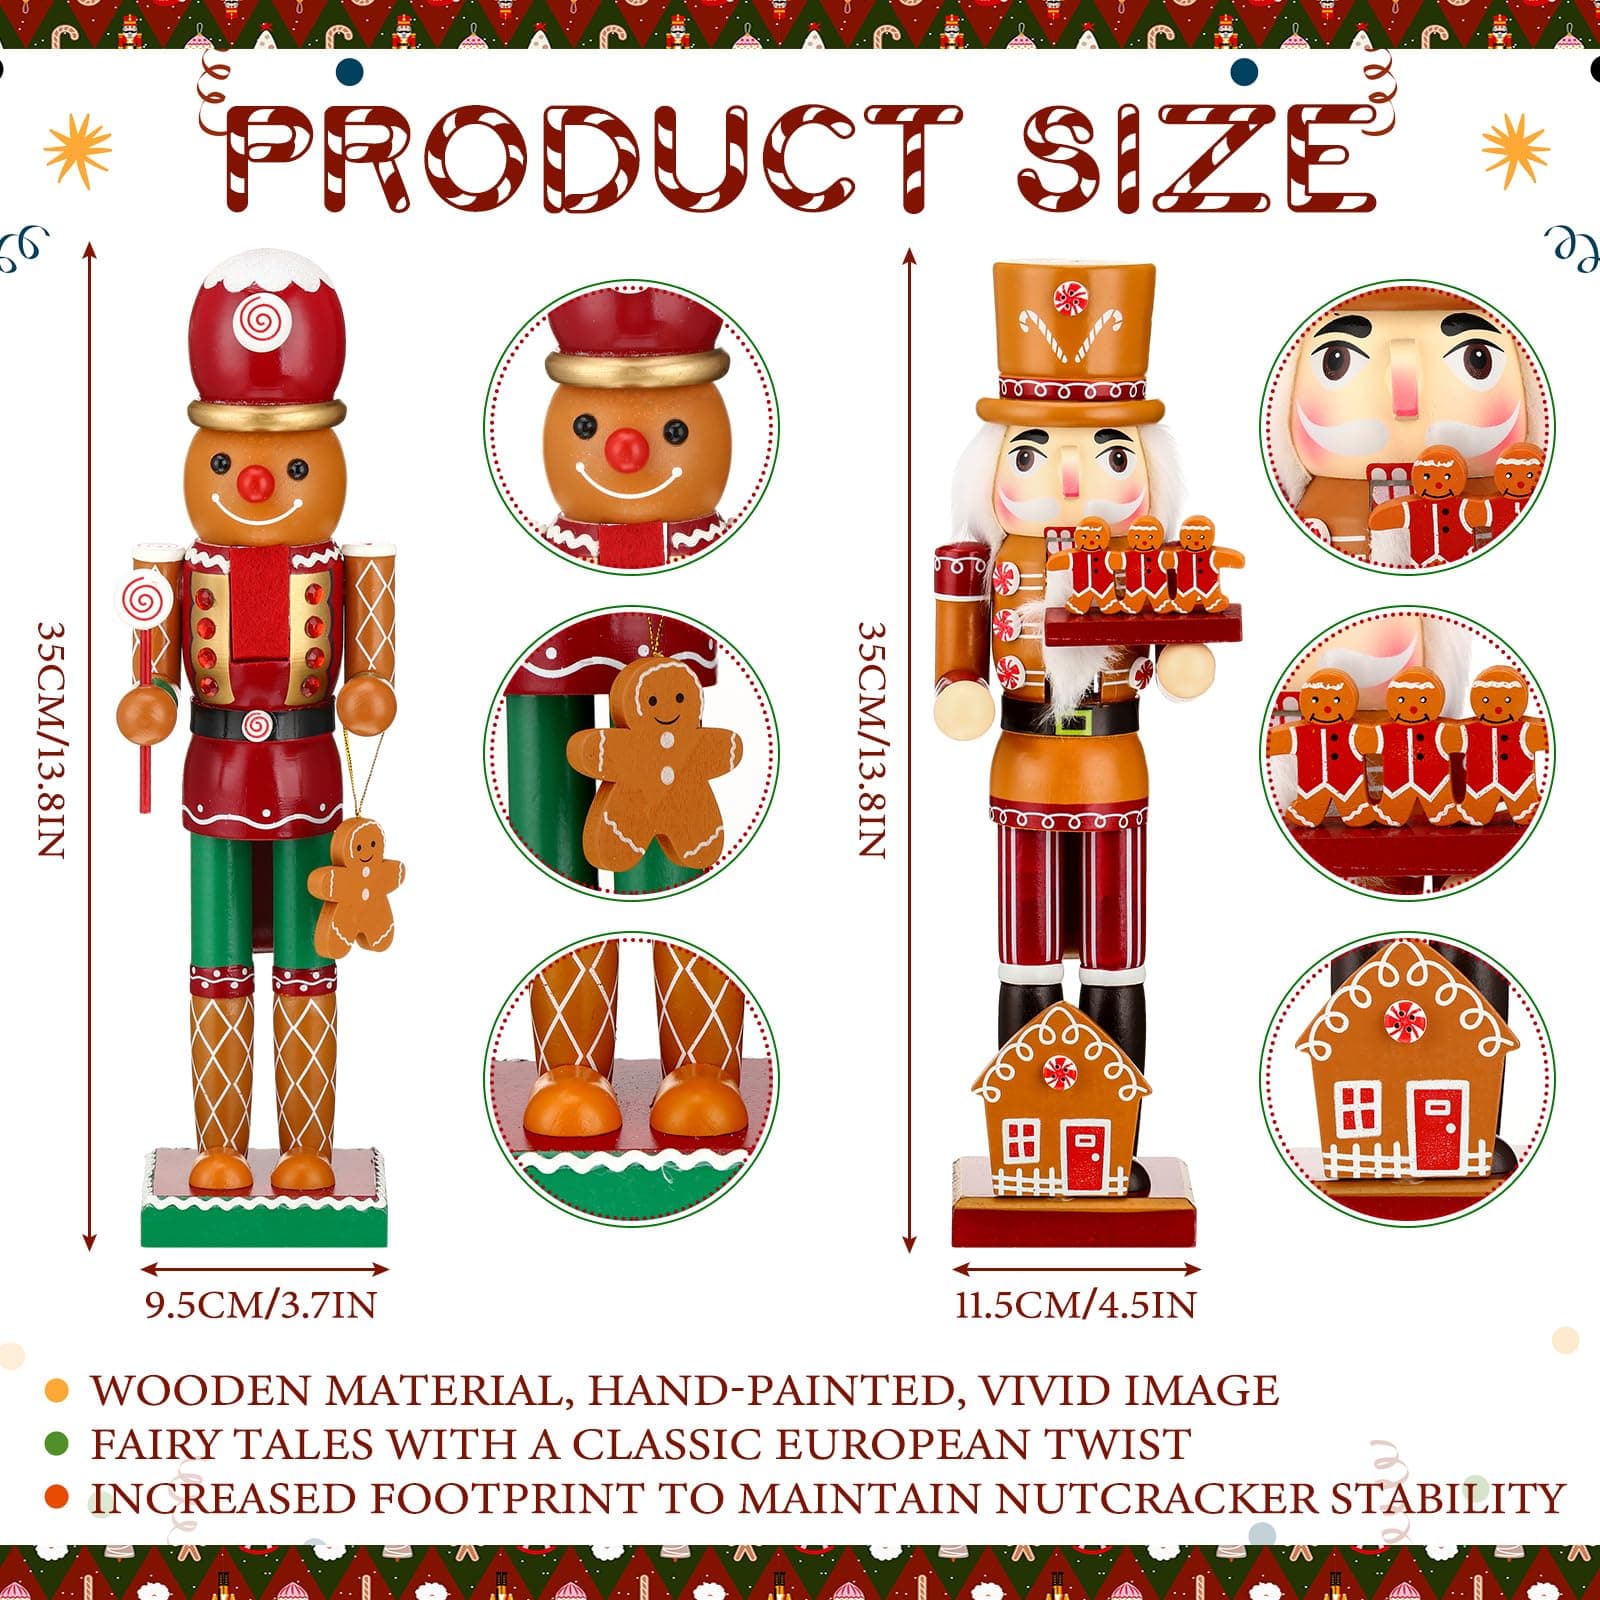 PRODUCT SIZE
35CM/13.8IN
35CM/13.8IN
9.5CM/3.7IN
11.5CM/4.5IN
WOODEN MATERIAL, HAND-PAINTED, VIVID IMAGE
FAIRY TALES WITH A CLASSIC EUROPEAN TWIST
INCREASED FOOTPRINT TO MAINTAIN NUTCRACKER STABILITY